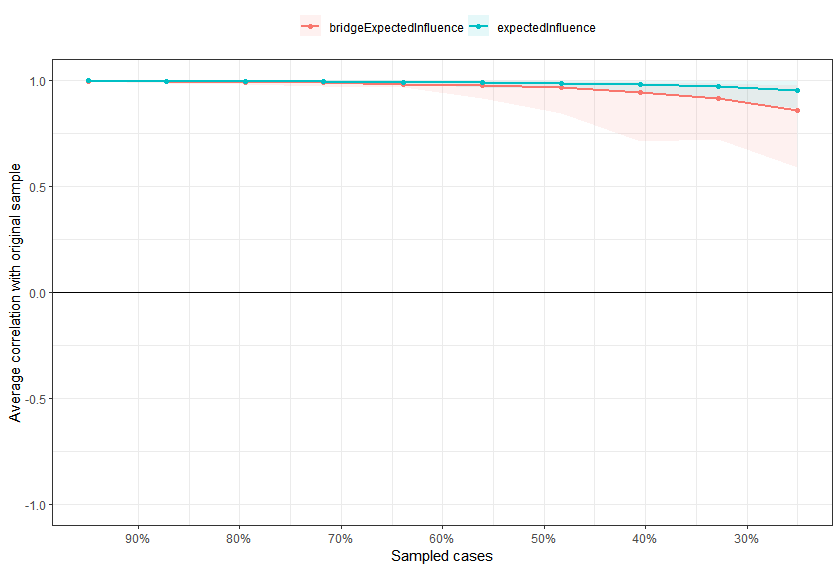 bridgeExpectedInfluence expectedInfluence
Average correlation with original sample
1.0
0.5
0.0
-0.5
-1.0
90% 80% 70% 60% 50% 40% 30%
Sampled cases